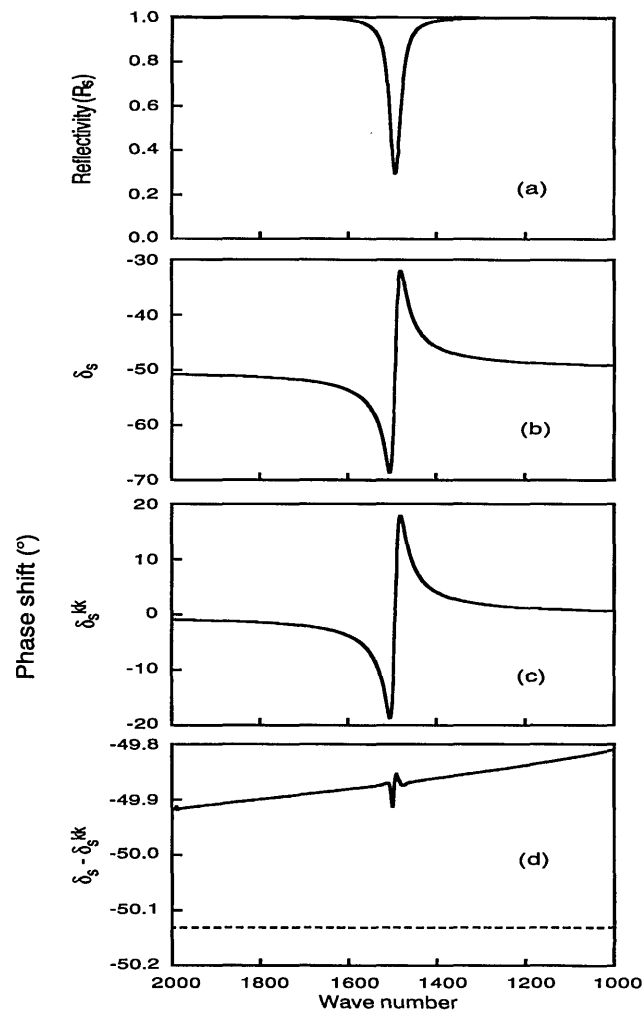 Reflectivity (Rs)
1.0
0.8
0.6
0.4
0.2
0.0
(a)
δs
-30
-40
-50
-60
-70
(b)
Phase shift (°)
δs^kk
20
10
0
-10
-20
(c)
δs - δs^kk
-49.8
-49.9
-50.0
-50.1
-50.2
(d)
2000 1800 1600 1400 1200 1000
Wave number